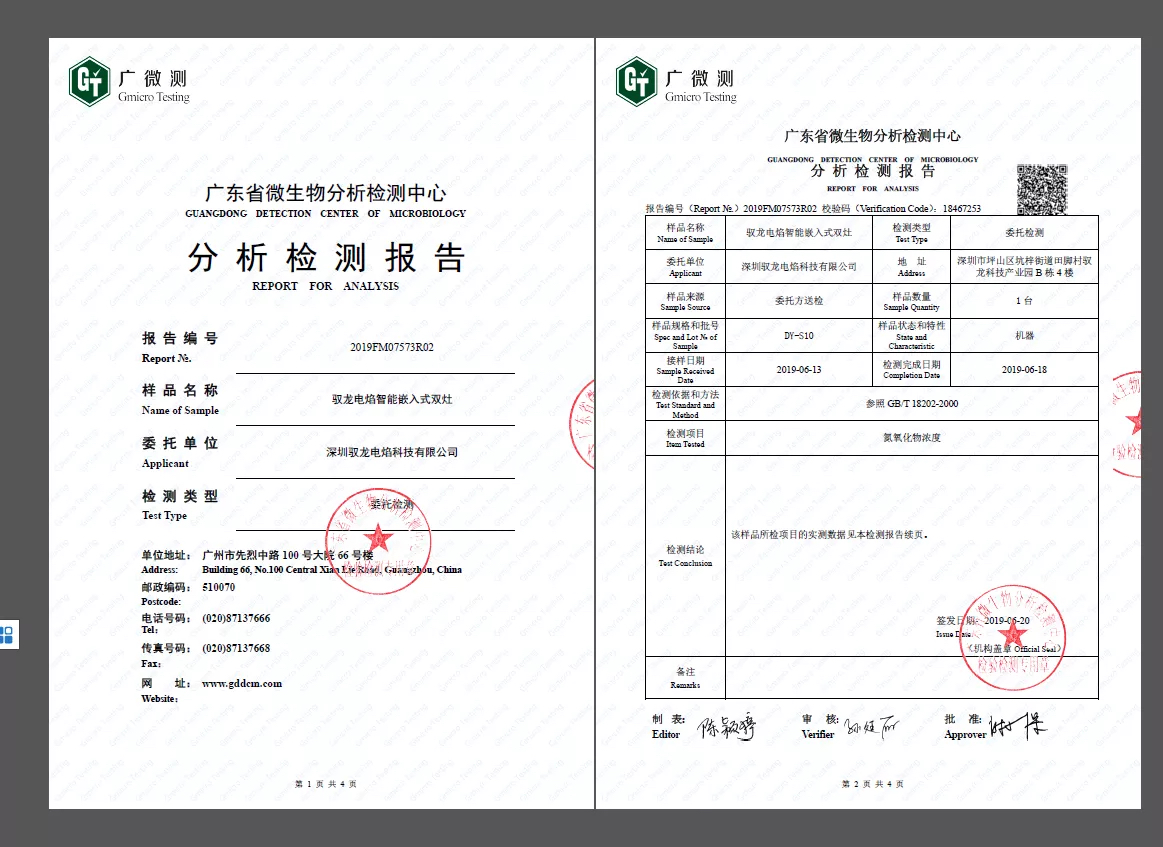 广微测
Gmicro Testing
广东省微生物分析检测中心
GUANGDONG DETECTION CENTER OF MICROBIOLOGY
分析检测报告
REPORT FOR ANALYSIS
报告编号
Report №.
2019FM07573R02
样品名称
Name of Sample
驭龙电焰智能嵌入式双灶
委托单位
Applicant
深圳驭龙电焰科技有限公司
检测类型
Test Type
委托检测
单位地址: 广州市先烈中路 100 号大院 66 号楼
Address: Building 66, No.100 Central Xian Lie Road, Guangzhou, China
邮政编码: 510070
Postcode:
电话号码: (020)87137666
Tel:
传真号码: (020)87137668
Fax:
网 址: www.gddcm.com
Website:
第 1 页 共 4 页
广微测
Gmicro Testing
广东省微生物分析检测中心
GUANGDONG DETECTION CENTER OF MICROBIOLOGY
分析检测报告
REPORT FOR ANALYSIS
报告编号（Report №.）2019FM07573R02 校验码（Verification Code）: 18467253
样品名称
Name of Sample
驭龙电焰智能嵌入式双灶
检测类型
Test Type
委托检测
委托单位
Applicant
深圳驭龙电焰科技有限公司
地 址
Address
深圳市坪山区坑梓街道田脚村驭
龙科技产业园 B 栋 4 楼
样品来源
Sample Source
委托方送检
样品数量
Sample Quantity
1 台
样品规格和批号
Spec and Lot № of
Sample
DY-S10
样品状态和特性
State and
Characteristic
机器
接样日期
Sample Received
Date
2019-06-13
检测完成日期
Completion Date
2019-06-18
检测依据和方法
Test Standard and
Method
参照 GB/T 18202-2000
检测项目
Item Tested
氮氧化物浓度
检测结论
Test Conclusion
该样品所检项目的实测数据见本检测报告续页。
签发日期: 2019-06-20
Issue Date
（机构盖章 Official Seal）
检验检测专用章
备注
Remarks
制 表:
Editor
审 核:
Verifier
批 准:
Approver
第 2 页 共 4 页